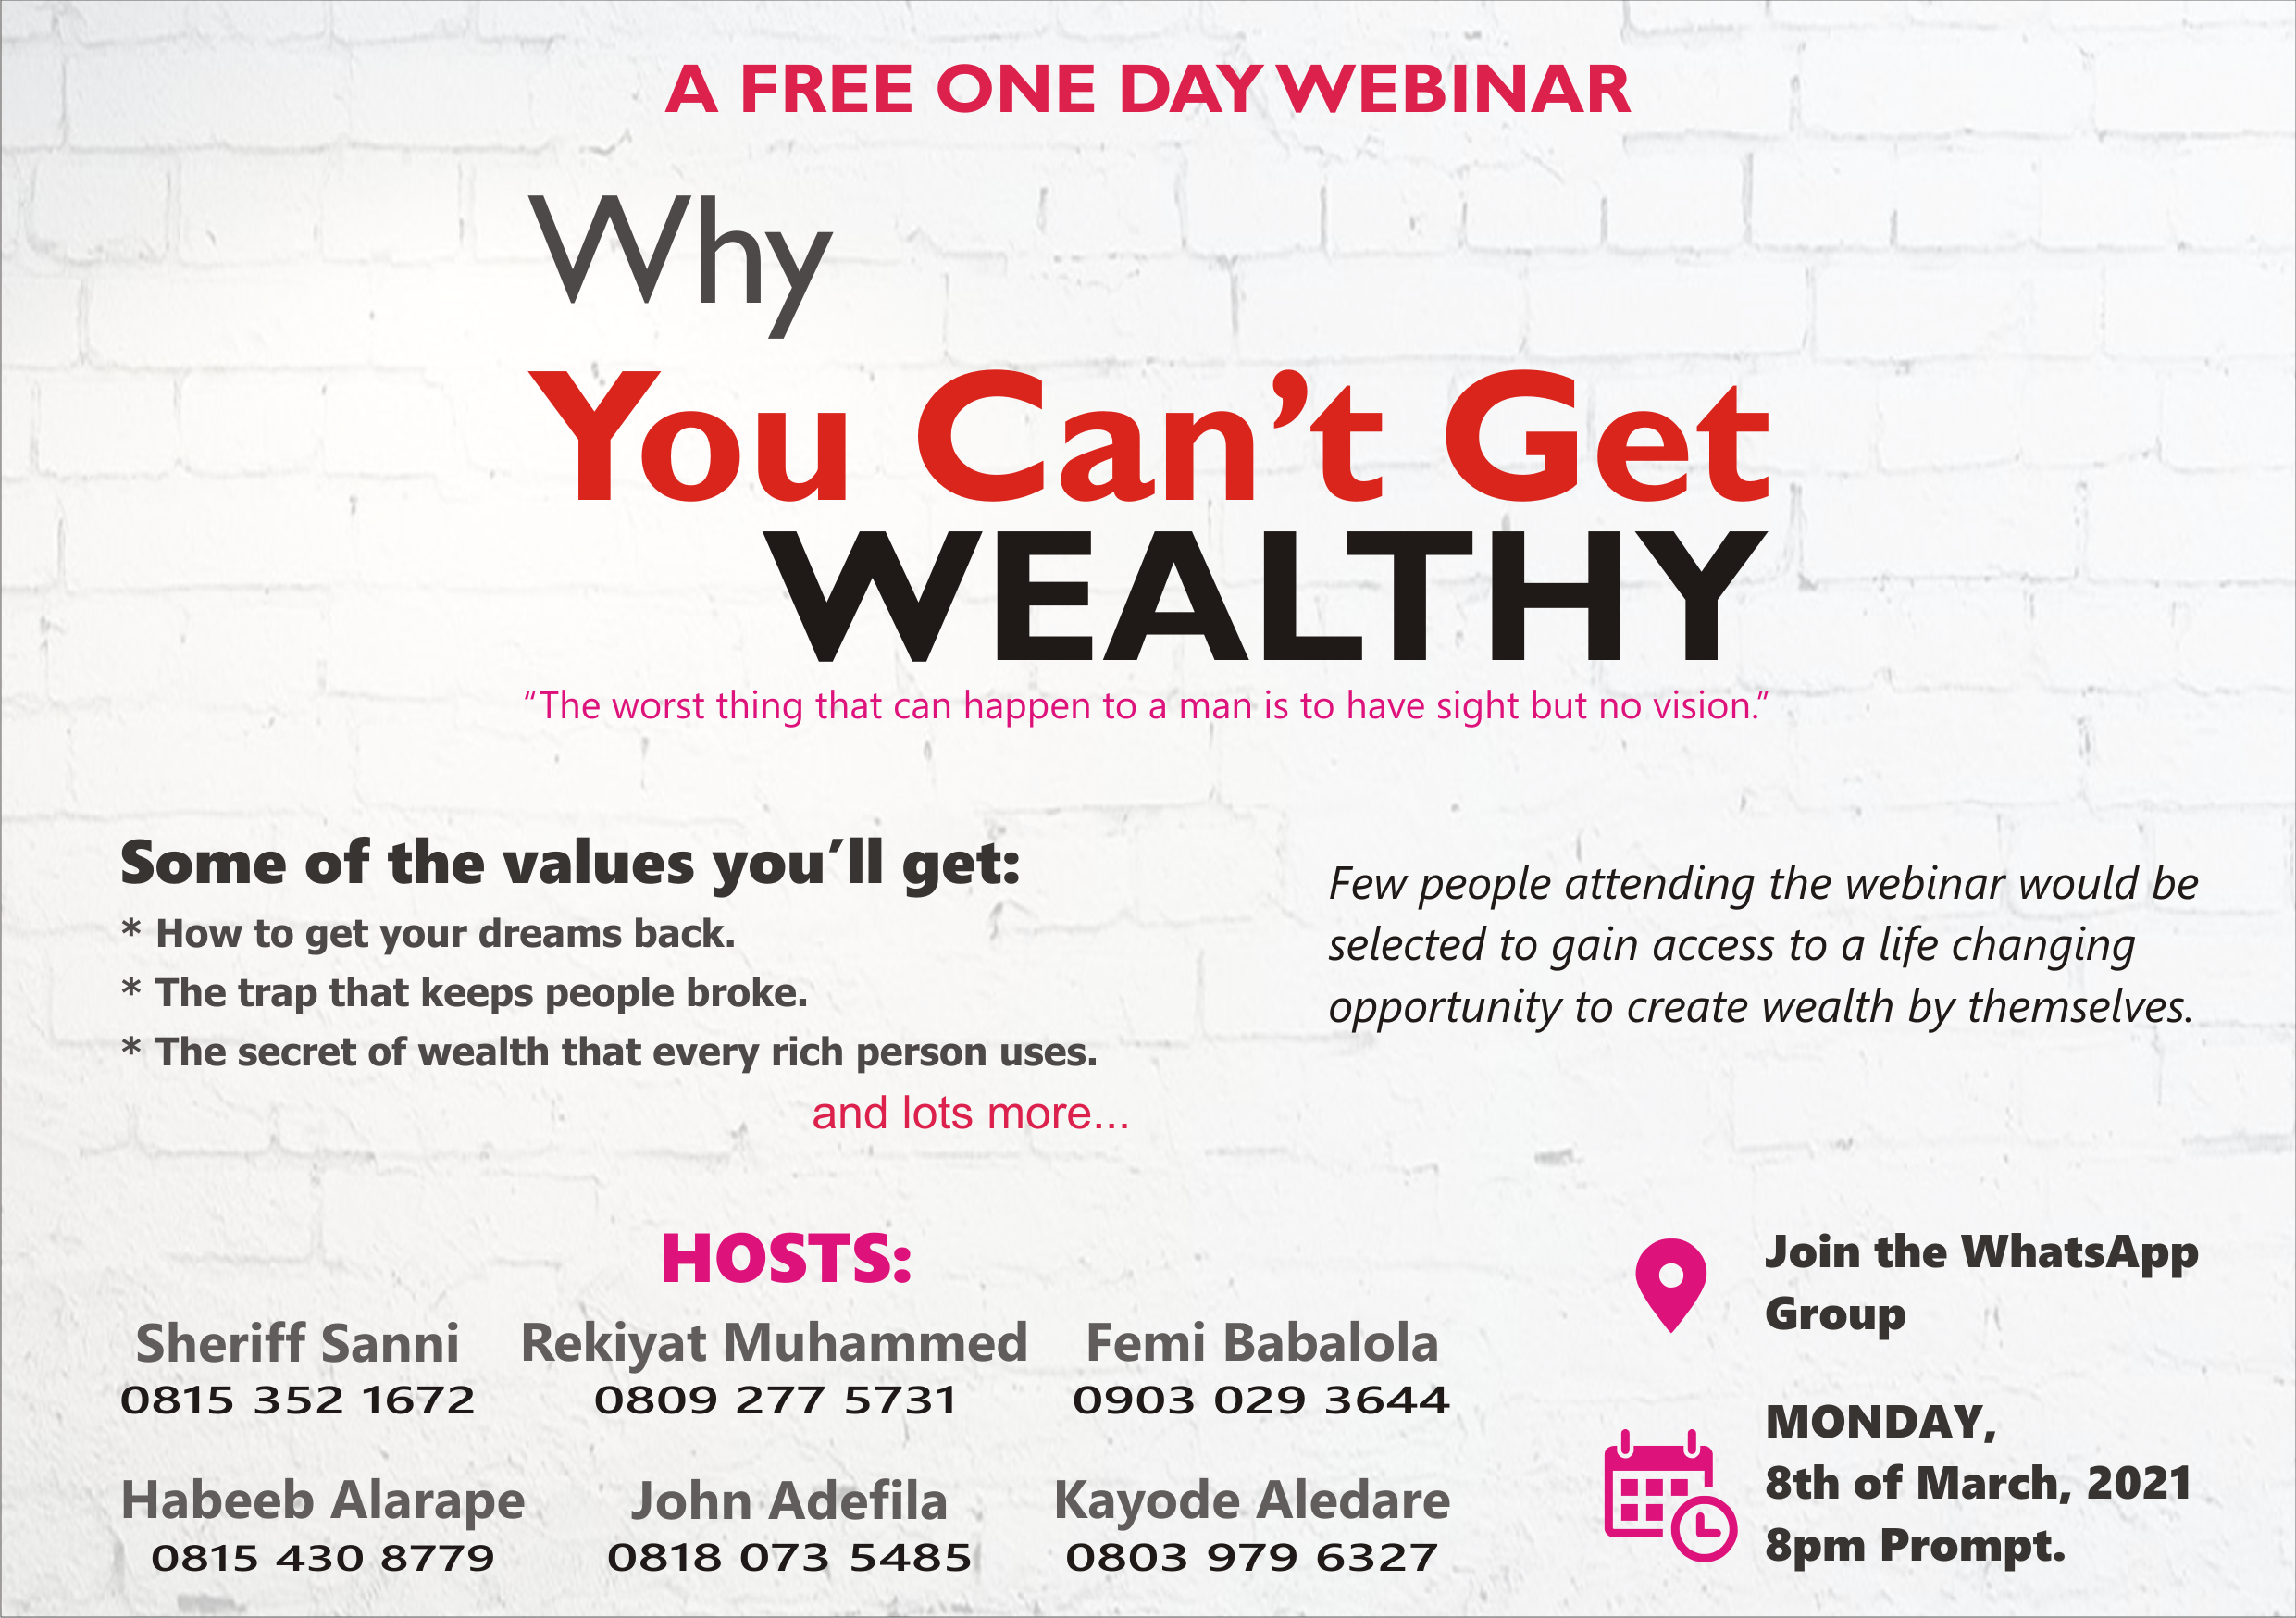 A FREE ONE DAY WEBINAR
Why
You Can’t Get
WEALTHY
“The worst thing that can happen to a man is to have sight but no vision.”
Some of the values you’ll get:
* How to get your dreams back.
* The trap that keeps people broke.
* The secret of wealth that every rich person uses.
and lots more...
Few people attending the webinar would be
selected to gain access to a life changing
opportunity to create wealth by themselves.
HOSTS:
Sheriff Sanni
0815 352 1672
Rekiyat Muhammed
0809 277 5731
Femi Babalola
0903 029 3644
Habeeb Alarape
0815 430 8779
John Adefila
0818 073 5485
Kayode Aledare
0803 979 6327
Join the WhatsApp
Group
MONDAY,
8th of March, 2021
8pm Prompt.